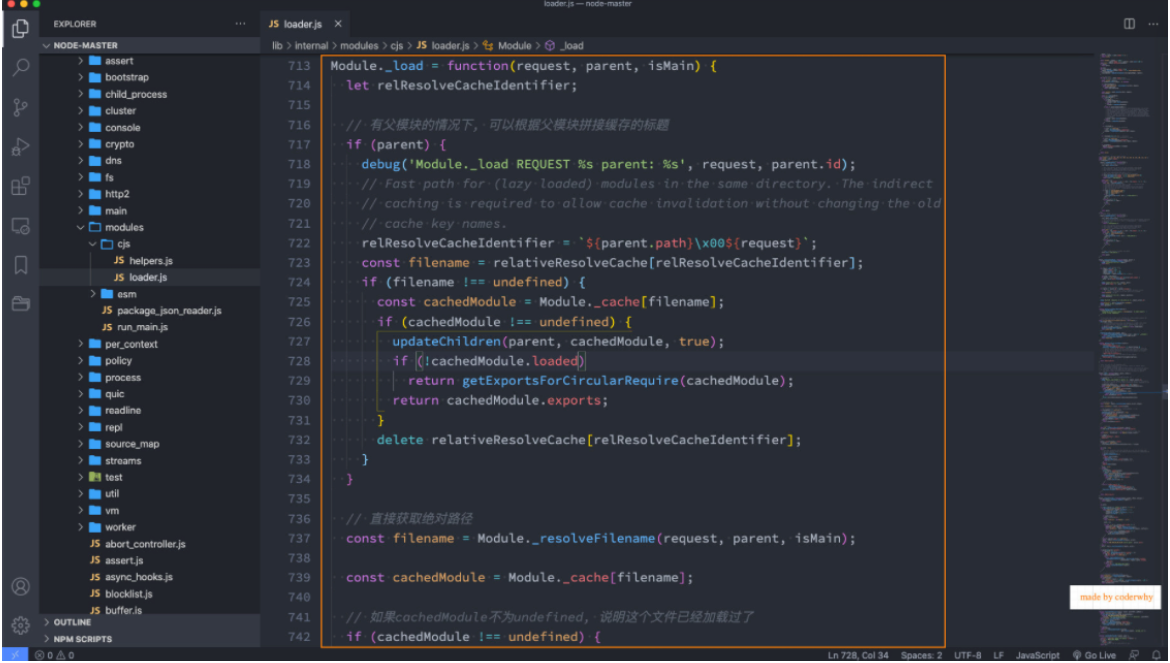 loader.js — node-master
EXPLORER
JS loader.js ×
NODE-MASTER
lib > internal > modules > cjs > JS loader.js > Module > _load
assert
bootstrap
child_process
cluster
console
crypto
dns
fs
http2
main
modules
cjs
JS helpers.js
JS loader.js
esm
JS package_json_reader.js
JS run_main.js
per_context
policy
process
quic
readline
repl
source_map
streams
test
util
vm
worker
JS abort_controller.js
JS assert.js
JS async_hooks.js
JS blocklist.js
JS buffer.js
OUTLINE
NPM SCRIPTS
713 Module._load = function(request, parent, isMain) {
714 let relResolveCacheIdentifier;
715
716 // 有父模块的情况下, 可以根据父模块拼接缓存的标题
717 if (parent) {
718 debug('Module._load REQUEST %s parent: %s', request, parent.id);
719 // Fast path for (lazy loaded) modules in the same directory. The indirect
720 // caching is required to allow cache invalidation without changing the old
721 // cache key names.
722 relResolveCacheIdentifier = `${parent.path}\x00${request}`;
723 const filename = relativeResolveCache[relResolveCacheIdentifier];
724 if (filename !== undefined) {
725 const cachedModule = Module._cache[filename];
726 if (cachedModule !== undefined) {
727 updateChildren(parent, cachedModule, true);
728 if (!cachedModule.loaded)
729 return getExportsForCircularRequire(cachedModule);
730 return cachedModule.exports;
731 }
732 delete relativeResolveCache[relResolveCacheIdentifier];
733 }
734 }
735
736 // 直接获取绝对路径
737 const filename = Module._resolveFilename(request, parent, isMain);
738
739 const cachedModule = Module._cache[filename];
740
741 // 如果cachedModule不为undefined, 说明这个文件已经加载过了
742 if (cachedModule !== undefined) {
made by coderwhy
0 0
Ln 728, Col 34 Spaces: 2 UTF-8 LF JavaScript Go Live